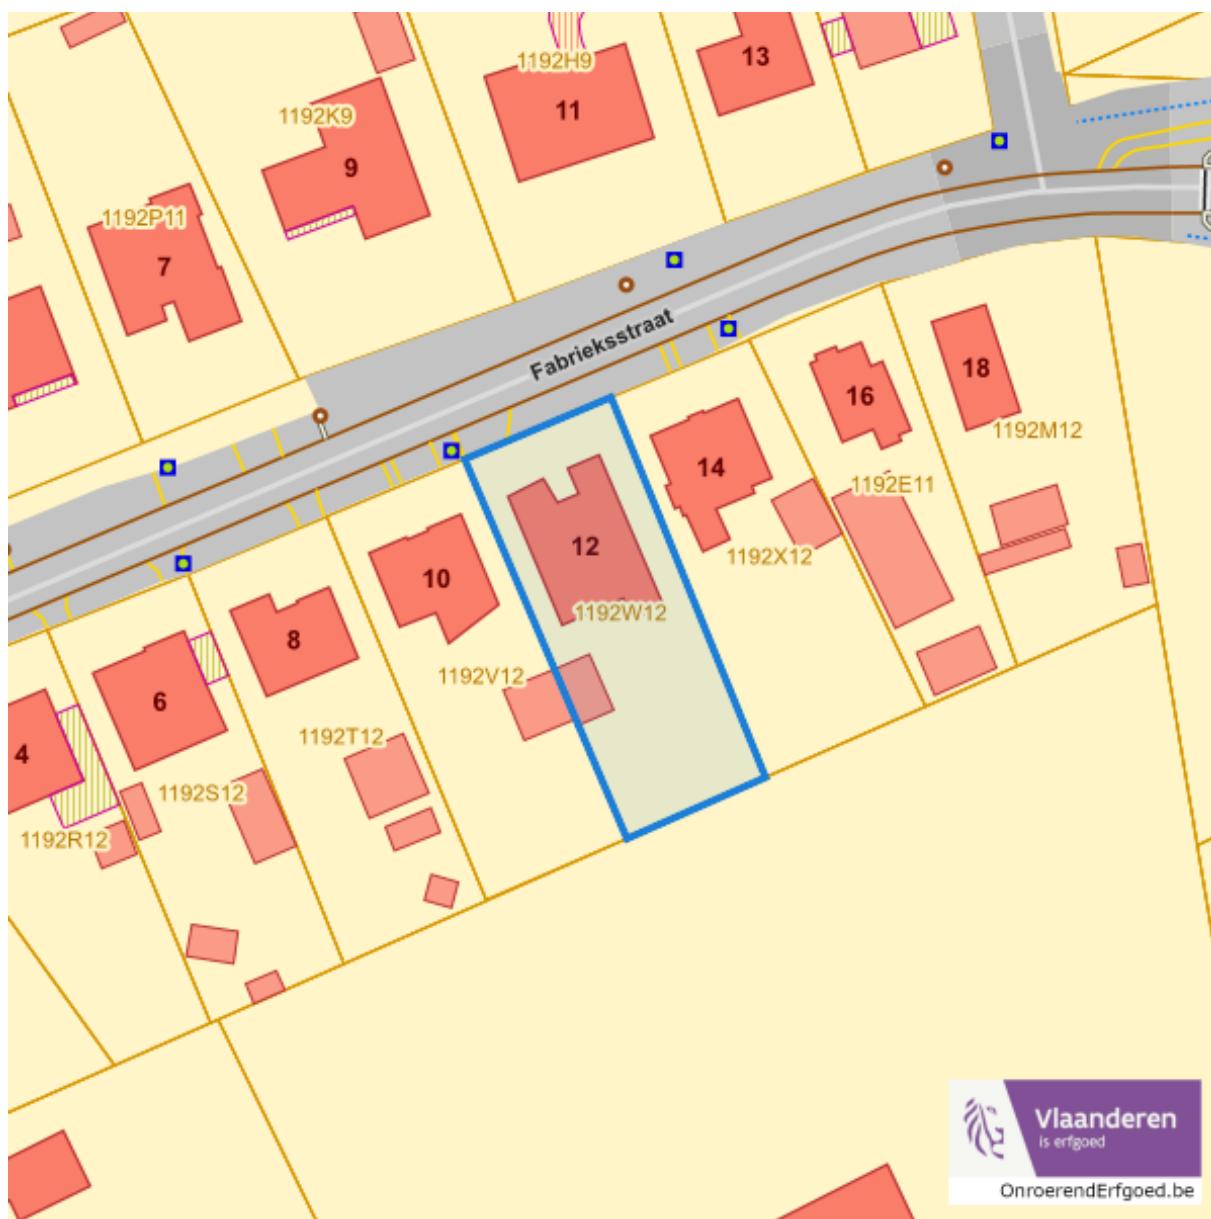 1192H9
13
11
1192K9
9
1192P11
7
Fabrieksstraat
18
16
1192M12
14
1192E11
12
1192X12
10
1192W12
8
1192V12
6
1192T12
4
1192S12
1192R12
Vlaanderen
is erfgoed
OnroerendErfgoed.be